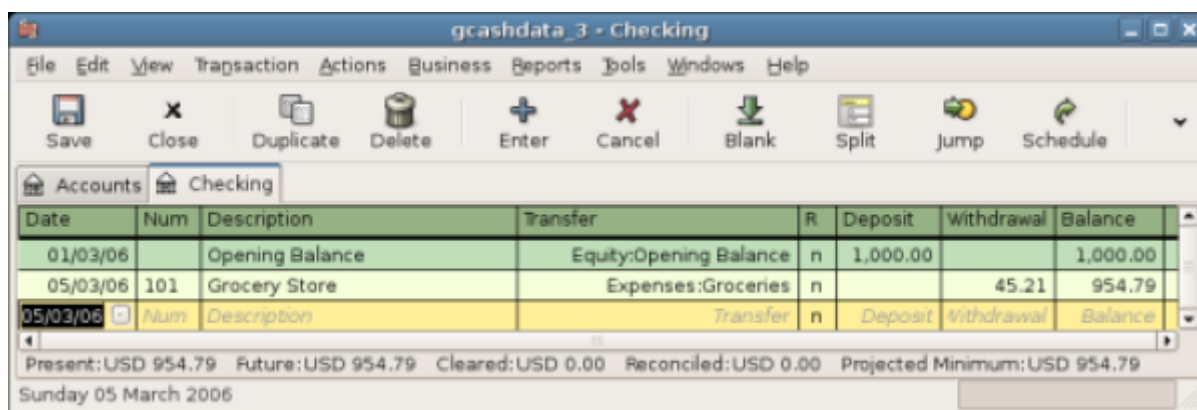 gcashdata_3 - Checking
File Edit View Transaction Actions Business Reports Tools Windows Help
Save Close Duplicate Delete Enter Cancel Blank Split Jump Schedule
Accounts Checking
Date Num Description Transfer R Deposit Withdrawal Balance
01/03/06 Opening Balance Equity:Opening Balance n 1,000.00 1,000.00
05/03/06 101 Grocery Store Expenses:Groceries n 45.21 954.79
05/03/06 Num Description Transfer n Deposit Withdrawal Balance
Present:USD 954.79 Future:USD 954.79 Cleared:USD 0.00 Reconciled:USD 0.00 Projected Minimum:USD 954.79
Sunday 05 March 2006